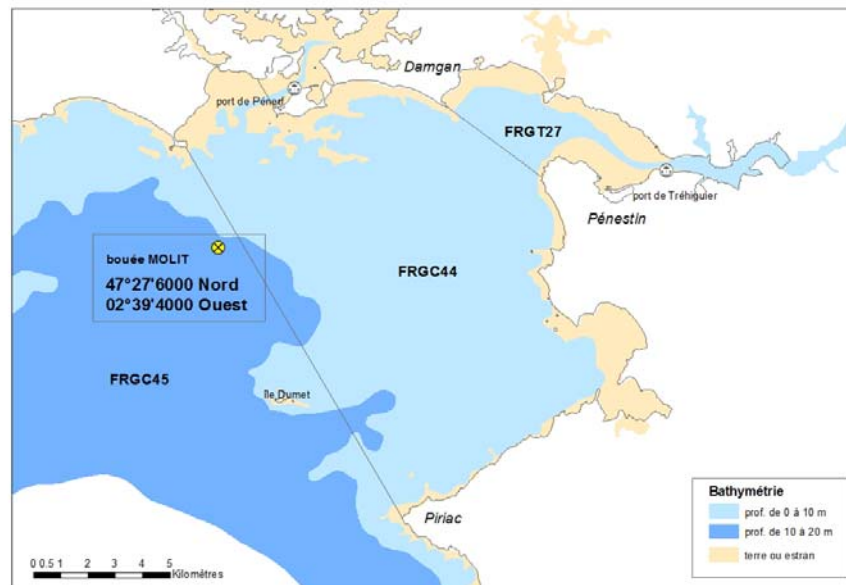 Damgan
port de Pénerf
FRGT27
port de Tréhiguier
Pénestin
bouée MOLIT
47°27'6000 Nord
02°39'4000 Ouest
FRGC44
FRGC45
île Dumet
Piriac
Bathymétrie
prof. de 0 à 10 m
prof. de 10 à 20 m
terre ou estran
0 0.5 1 2 3 4 5
Kilomètres